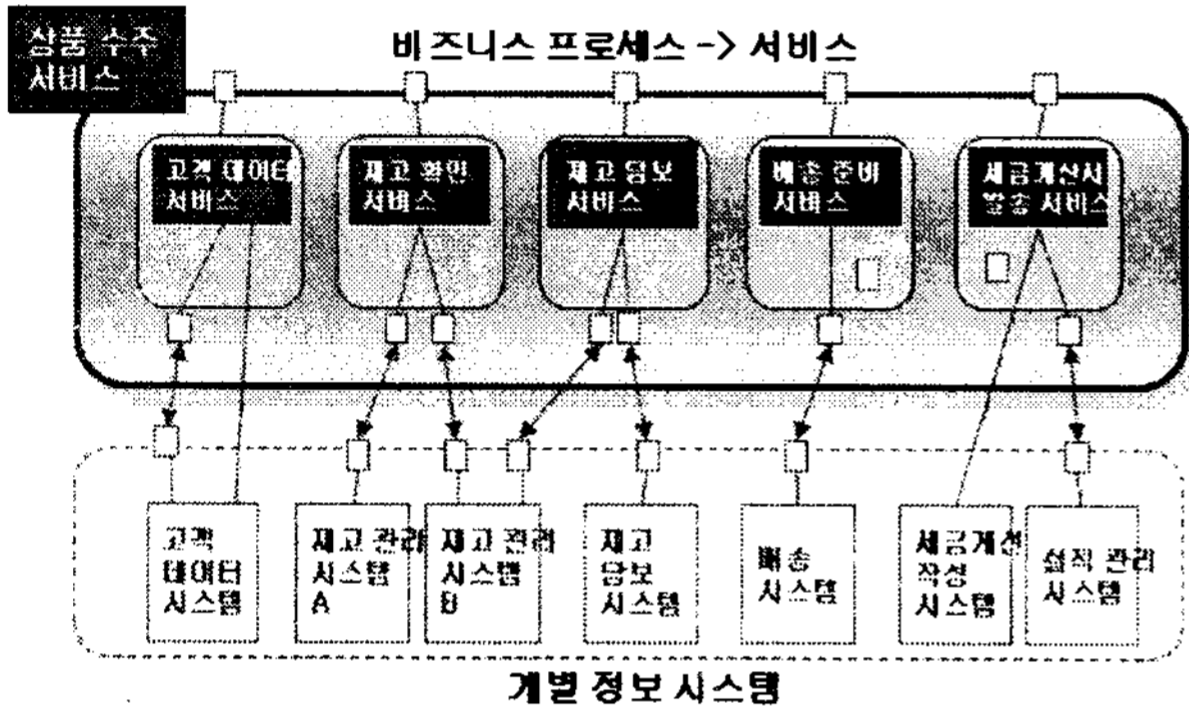 상품 수주
서비스
비즈니스 프로세스 -> 서비스
고객 데이터
서비스
재고 확인
서비스
재고 담보
서비스
배송 준비
서비스
세금계산서
발송 서비스
고객
데이터
시스템
재고 관리
시스템
A
재고 관리
시스템
B
재고
담보
시스템
배송
시스템
세금계산
작성
시스템
실적 관리
시스템
개별 정보 시스템